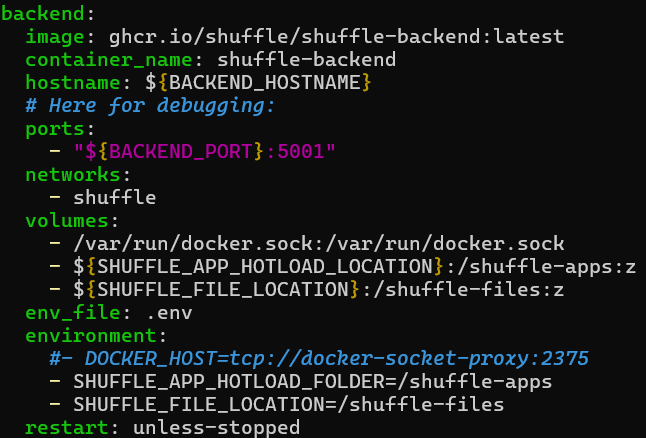 backend:
  image: ghcr.io/shuffle/shuffle-backend:latest
  container_name: shuffle-backend
  hostname: ${BACKEND_HOSTNAME}
  # Here for debugging:
  ports:
    - "${BACKEND_PORT}:5001"
  networks:
    - shuffle
  volumes:
    - /var/run/docker.sock:/var/run/docker.sock
    - ${SHUFFLE_APP_HOTLOAD_LOCATION}:/shuffle-apps:z
    - ${SHUFFLE_FILE_LOCATION}:/shuffle-files:z
  env_file: .env
  environment:
    #- DOCKER_HOST=tcp://docker-socket-proxy:2375
    - SHUFFLE_APP_HOTLOAD_FOLDER=/shuffle-apps
    - SHUFFLE_FILE_LOCATION=/shuffle-files
  restart: unless-stopped